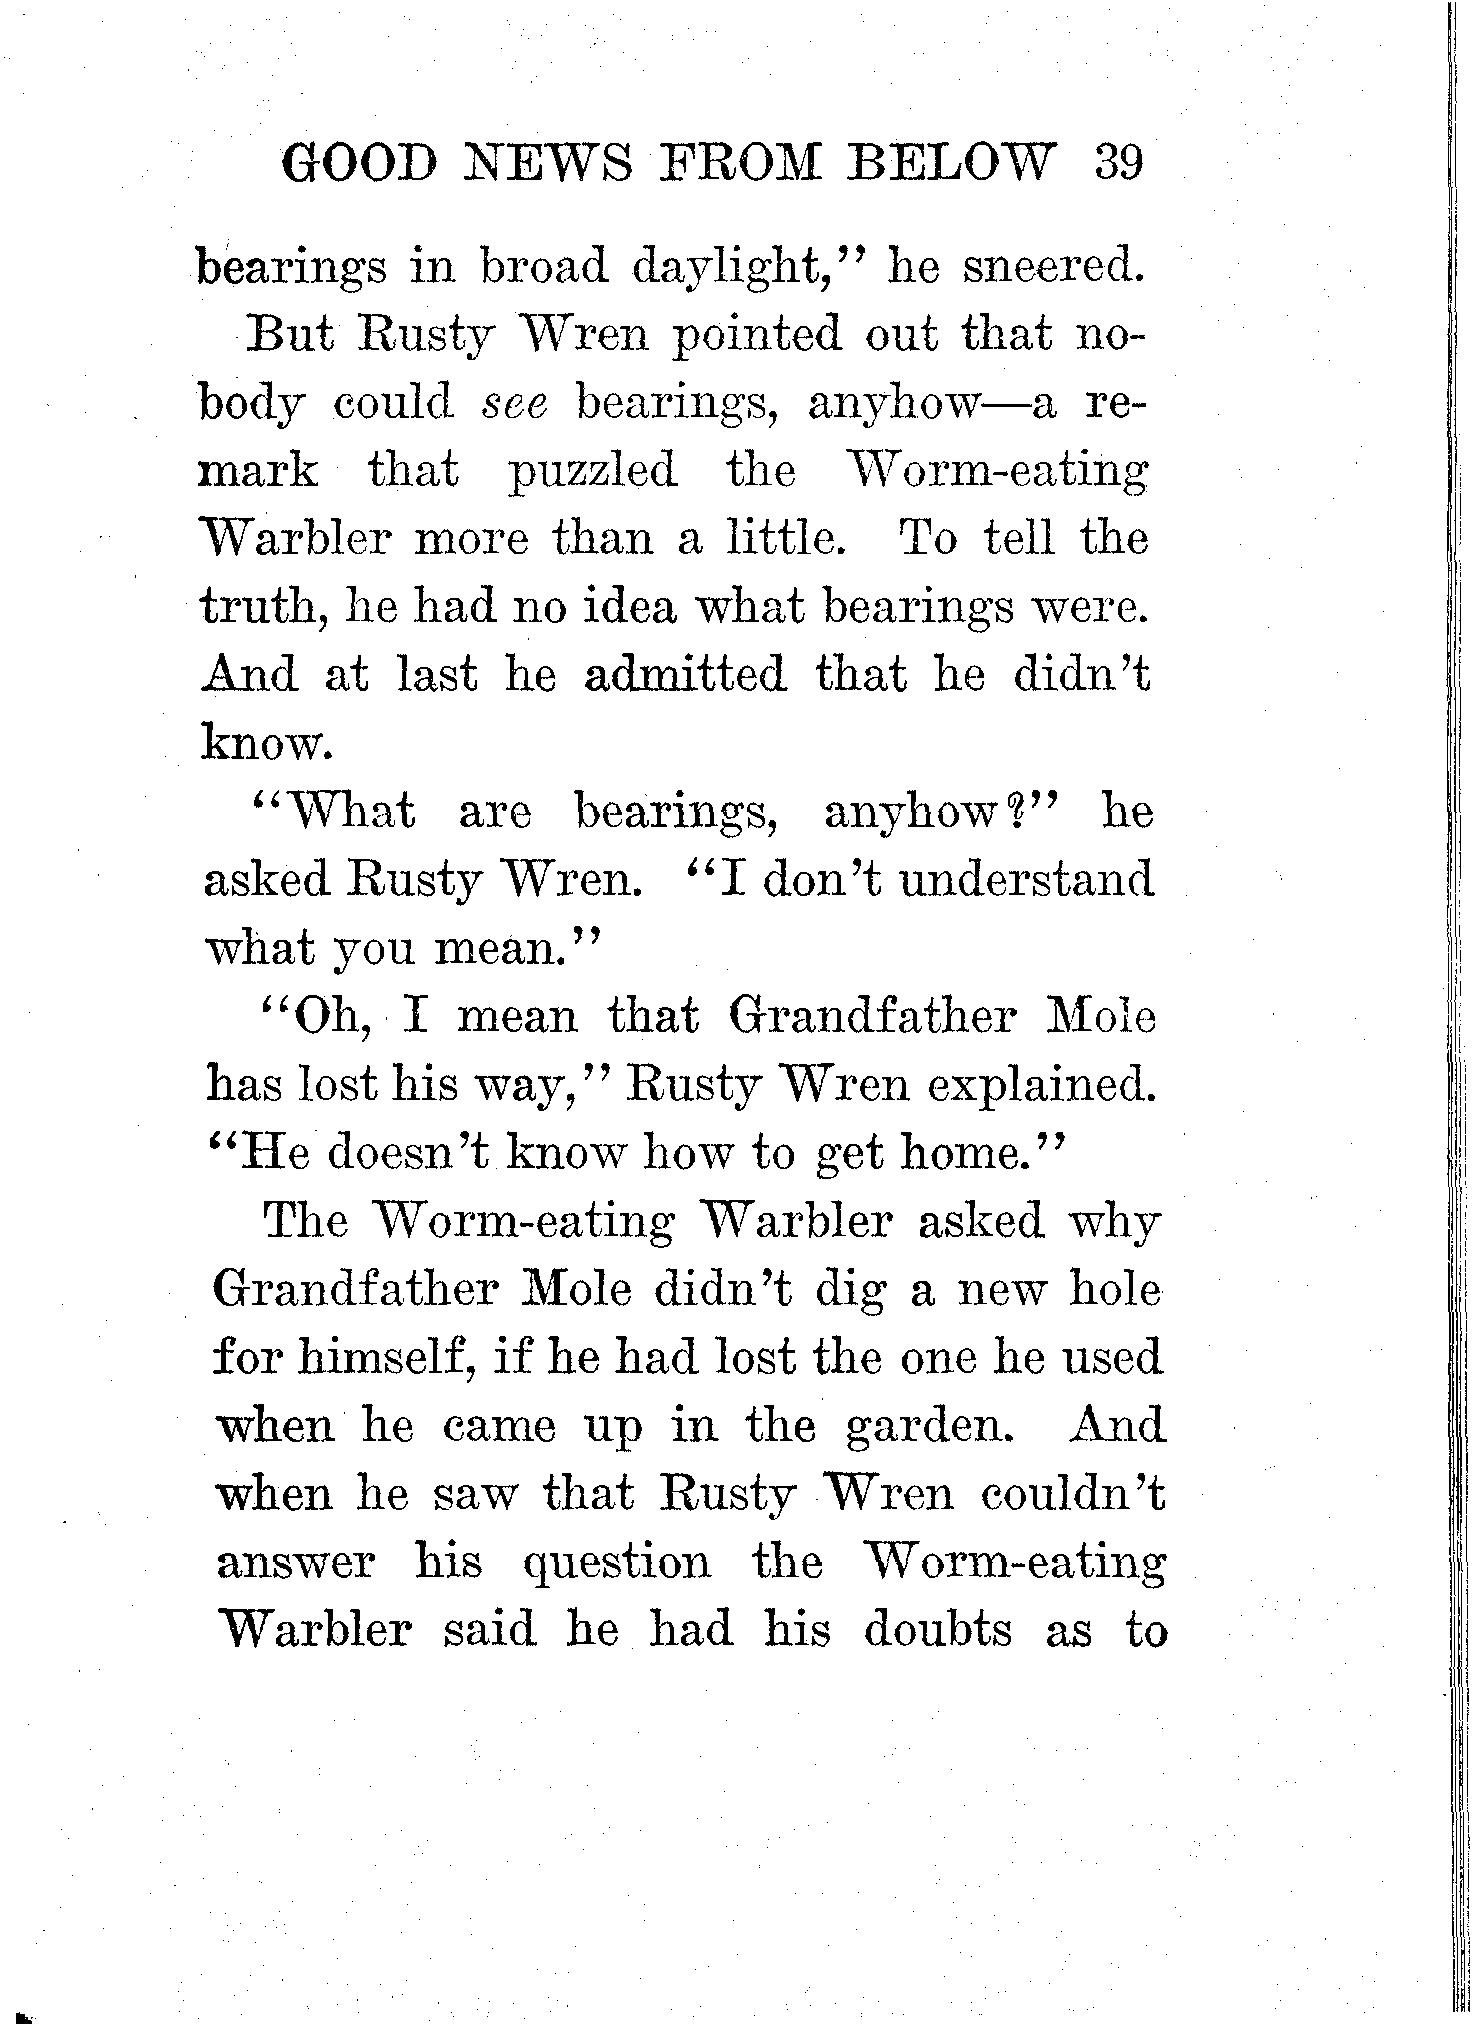 GOOD NEWS FROM BELOW 39
bearings in broad daylight," he sneered.
But Rusty Wren pointed out that no-
body could see bearings, anyhow—a re-
mark that puzzled the Worm-eating
Warbler more than a little. To tell the
truth, he had no idea what bearings were.
And at last he admitted that he didn't
know.
"What are bearings, anyhow?" he
asked Rusty Wren. "I don't understand
what you mean."
"Oh, I mean that Grandfather Mole
has lost his way," Rusty Wren explained.
"He doesn't know how to get home."
The Worm-eating Warbler asked why
Grandfather Mole didn't dig a new hole
for himself, if he had lost the one he used
when he came up in the garden. And
when he saw that Rusty Wren couldn't
answer his question the Worm-eating
Warbler said he had his doubts as to